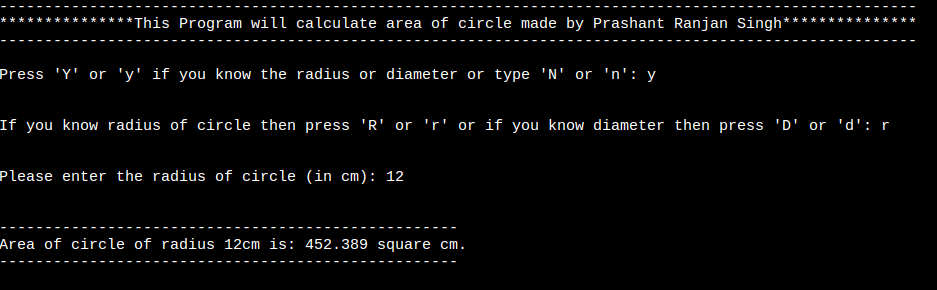 ------------------------------------------------------------------------------------------------------
***************This Program will calculate area of circle made by Prashant Ranjan Singh***************
------------------------------------------------------------------------------------------------------
Press 'Y' or 'y' if you know the radius or diameter or type 'N' or 'n': y
If you know radius of circle then press 'R' or 'r' or if you know diameter then press 'D' or 'd': r
Please enter the radius of circle (in cm): 12
---------------------------------------------------
Area of circle of radius 12cm is: 452.389 square cm.
---------------------------------------------------